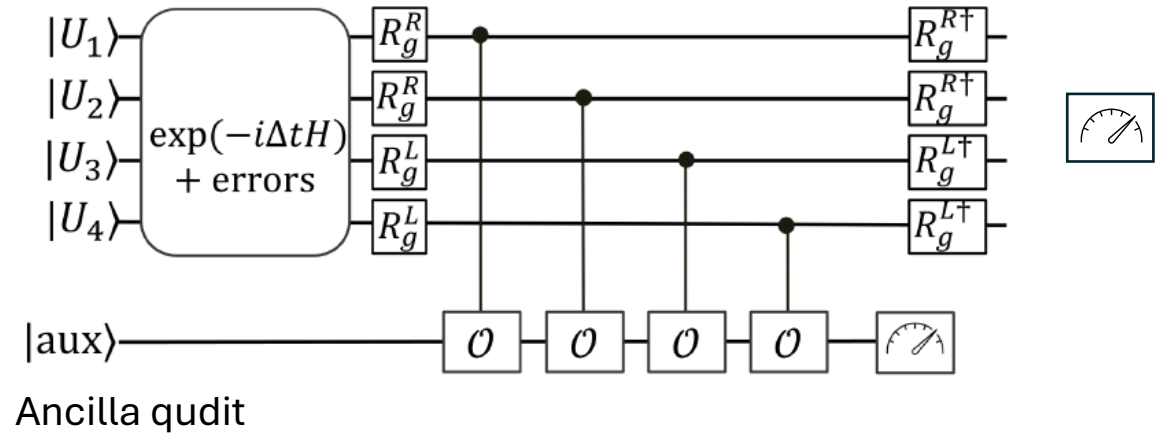 |U₁⟩ R_g^R R_g^{R†}
|U₂⟩ R_g^R R_g^{R†}
exp(−iΔtH)
+ errors
|U₃⟩ R_g^L R_g^{L†}
|U₄⟩ R_g^L R_g^{L†}
|aux⟩ 𝒪 𝒪 𝒪 𝒪
Ancilla qudit